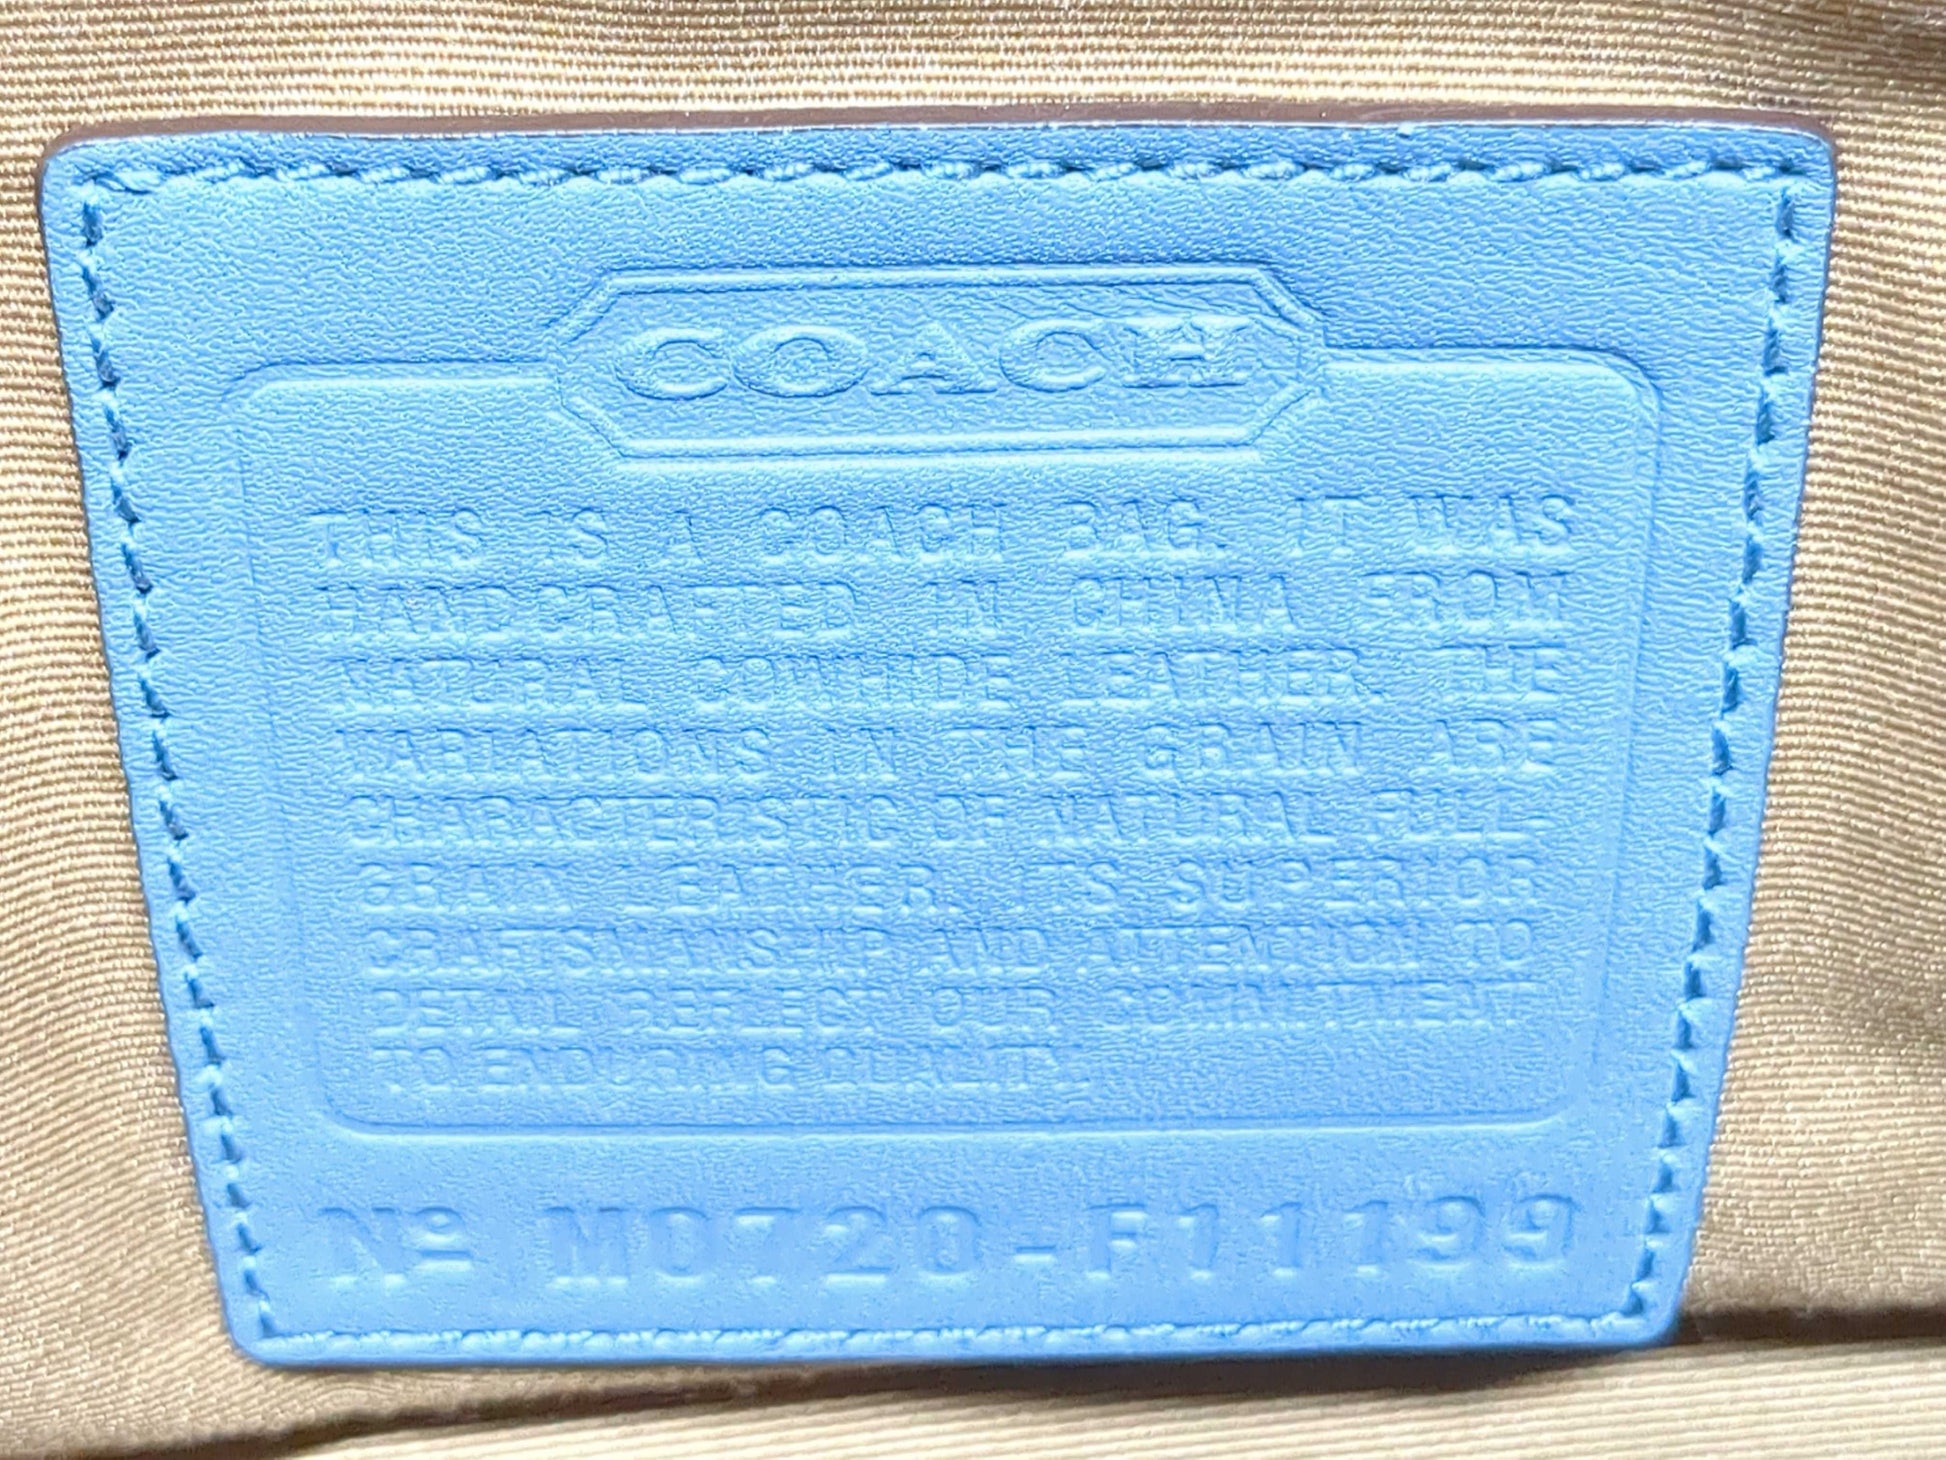 COACH
THIS IS A COACH BAG. IT WAS
HANDCRAFTED IN CHINA FROM
NATURAL COWHIDE LEATHER. THE
VARIATIONS IN THE GRAIN ARE
CHARACTERISTIC OF NATURAL FULL-
GRAIN LEATHER. ITS SUPERIOR
CRAFTSMANSHIP AND ATTENTION TO
DETAIL REFLECT OUR COMMITMENT
TO ENDURING QUALITY.
Nº M0720-F11199